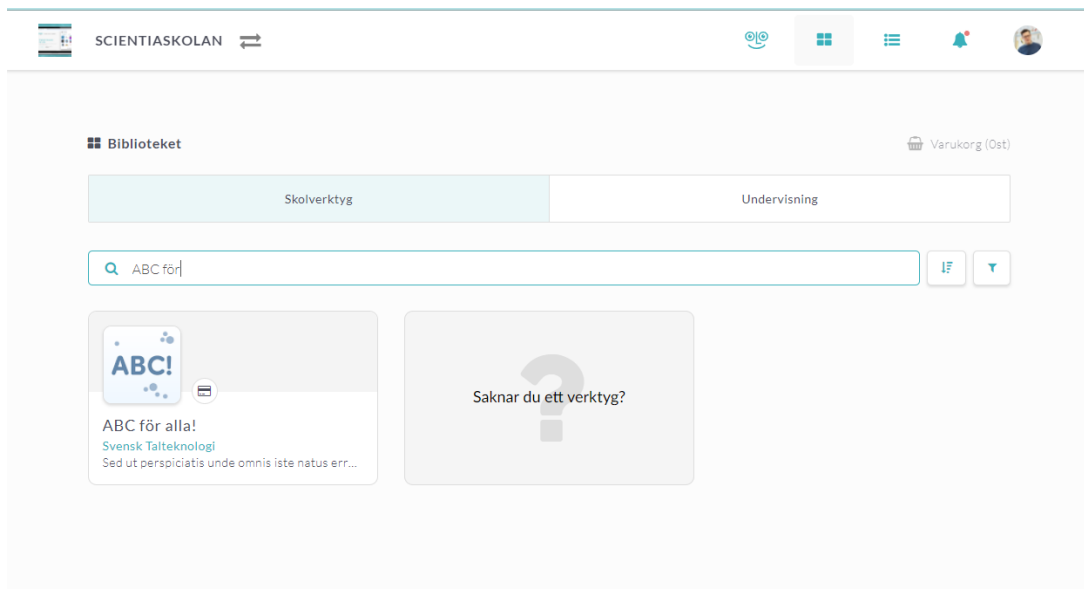 SCIENTIASKOLAN
Biblioteket
Varukorg (0st)
Skolverktyg
Undervisning
ABC för
ABC!
ABC för alla!
Svensk Talteknologi
Sed ut perspiciatis unde omnis iste natus err...
Saknar du ett verktyg?